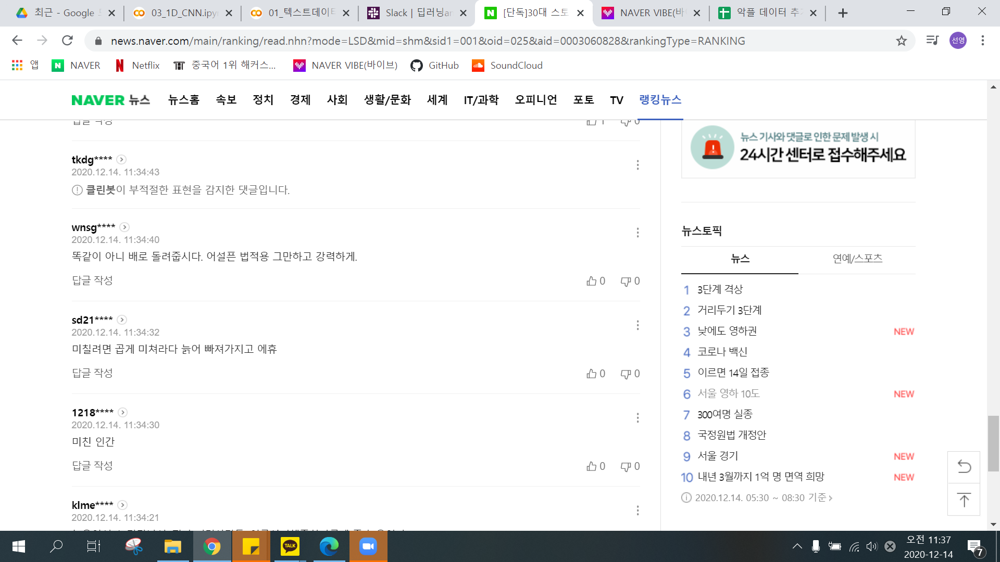 최근 - Google 드
03_1D_CNN.ipyn
01_텍스트데이터
Slack | 딥러닝an
[단독]30대 스토
NAVER VIBE(바
악플 데이터 추가
news.naver.com/main/ranking/read.nhn?mode=LSD&mid=shm&sid1=001&oid=025&aid=0003060828&rankingType=RANKING
선영
앱
NAVER
Netflix
중국어 1위 해커스...
NAVER VIBE(바이브)
GitHub
SoundCloud
NAVER 뉴스
뉴스홈
속보
정치
경제
사회
생활/문화
세계
IT/과학
오피니언
포토
TV
랭킹뉴스
답글 작성
1
0
tkdg****
2020.12.14. 11:34:43
클린봇이 부적절한 표현을 감지한 댓글입니다.
wnsg****
2020.12.14. 11:34:40
똑같이 아니 배로 돌려줍시다. 어설픈 법적용 그만하고 강력하게.
답글 작성
0
0
sd21****
2020.12.14. 11:34:32
미칠려면 곱게 미쳐라다 늙어 빠져가지고 에휴
답글 작성
0
0
1218****
2020.12.14. 11:34:30
미친 인간
답글 작성
0
0
klme****
2020.12.14. 11:34:21
뉴스 기사와 댓글로 인한 문제 발생 시
24시간 센터로 접수해주세요
뉴스토픽
뉴스
연예/스포츠
1 3단계 격상
2 거리두기 3단계
3 낮에도 영하권 NEW
4 코로나 백신
5 이르면 14일 접종
6 서울 영하 10도 NEW
7 300여명 실종
8 국정원법 개정안
9 서울 경기 NEW
10 내년 3월까지 1억 명 면역 희망 NEW
2020.12.14. 05:30 ~ 08:30 기준
TALK
오전 11:37
2020-12-14
7